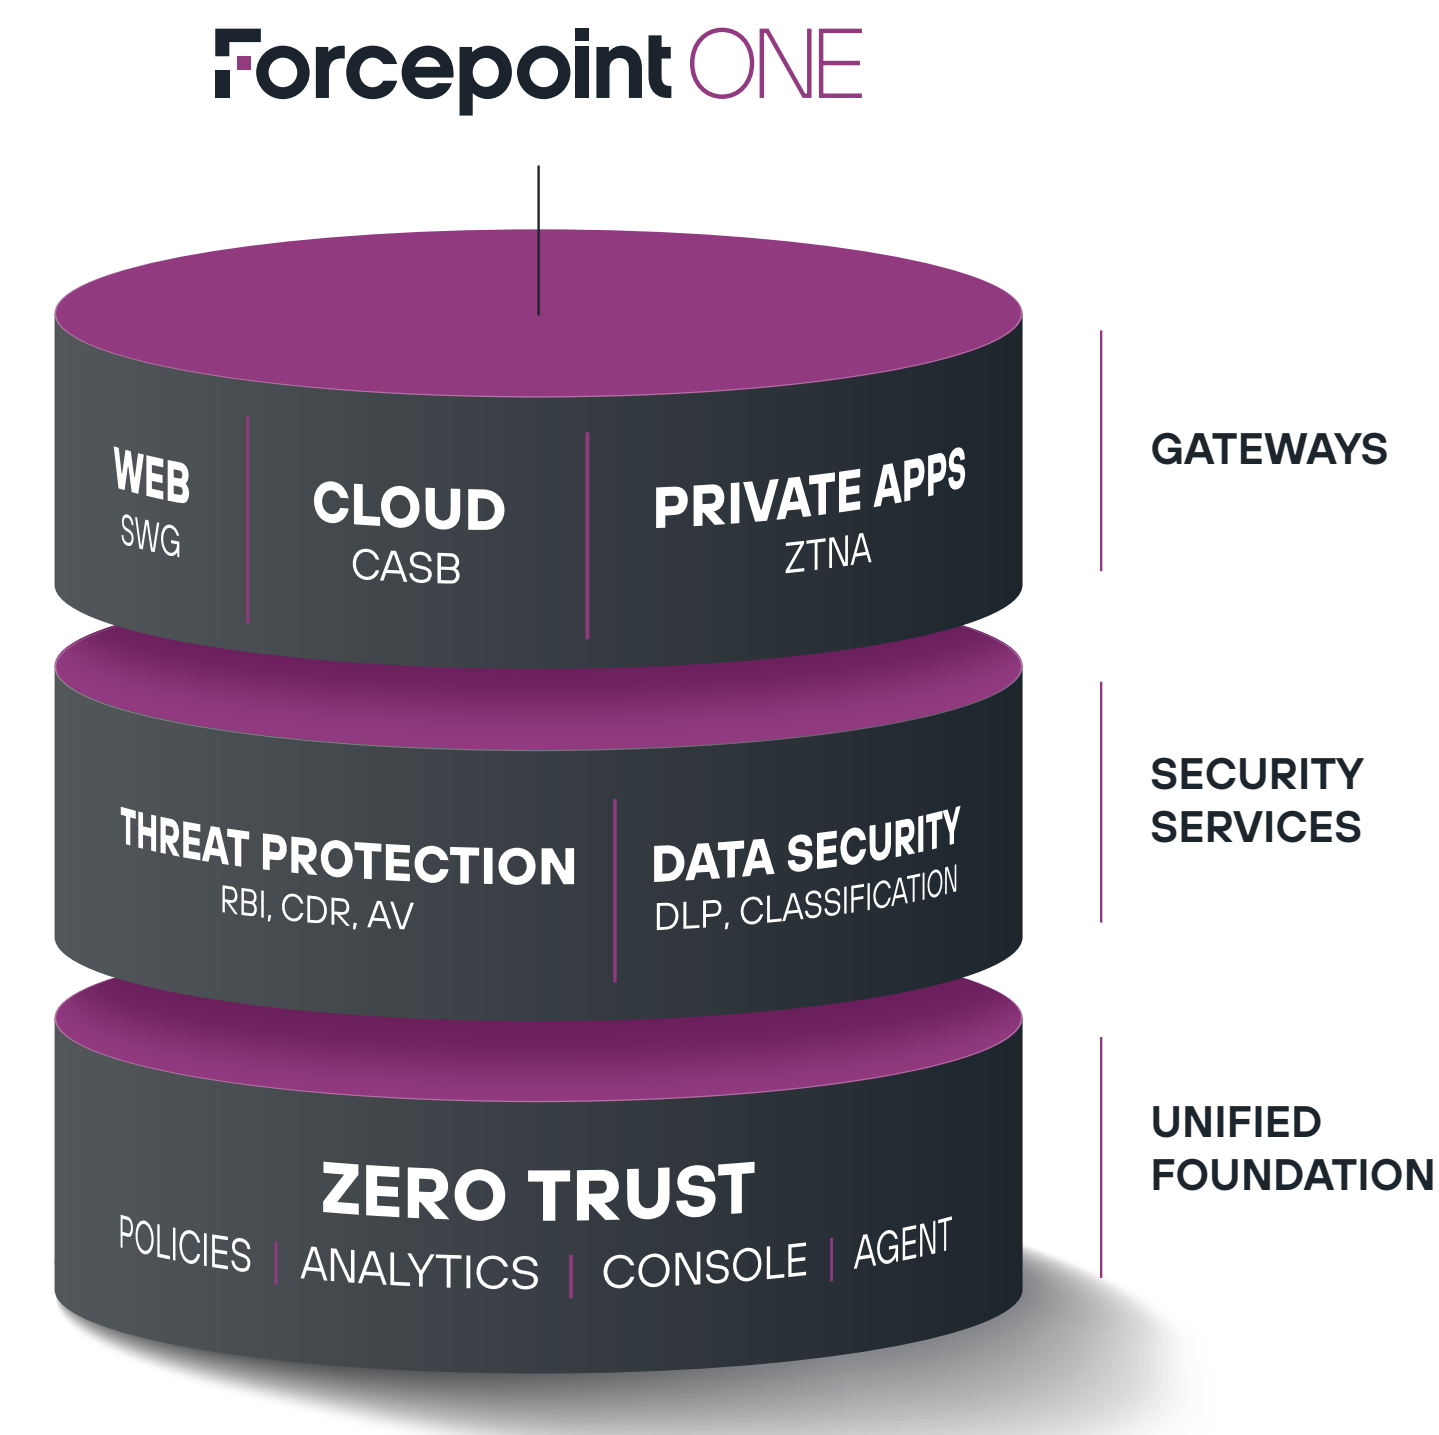 Forcepoint ONE
WEB
SWG
CLOUD
CASB
PRIVATE APPS
ZTNA
GATEWAYS
THREAT PROTECTION
RBI, CDR, AV
DATA SECURITY
DLP, CLASSIFICATION
SECURITY
SERVICES
ZERO TRUST
POLICIES | ANALYTICS | CONSOLE | AGENT
UNIFIED
FOUNDATION